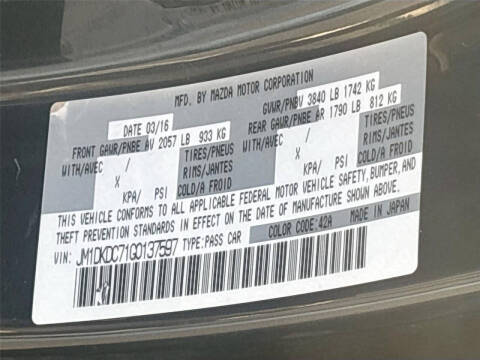 MFD. BY MAZDA MOTOR CORPORATION
DATE 03/16
GVWR/PNBV 3840 LB 1742 KG
FRONT GAWR/PNBE AV 2057 LB 933 KG
REAR GAWR/PNBE AR 1790 LB 812 KG
WITH/AVEC / TIRES/PNEUS
WITH/AVEC / TIRES/PNEUS
X RIMS/JANTES
X RIMS/JANTES
KPA/ PSI COLD/A FROID
KPA/ PSI COLD/A FROID
THIS VEHICLE CONFORMS TO ALL APPLICABLE FEDERAL MOTOR VEHICLE SAFETY, BUMPER, AND
THEFT PREVENTION STANDARDS IN EFFECT ON THE DATE OF MANUFACTURE SHOWN ABOVE.
VIN: JM1DKDC71G0137597 TYPE: PASS CAR
COLOR CODE: 42A
MADE IN JAPAN